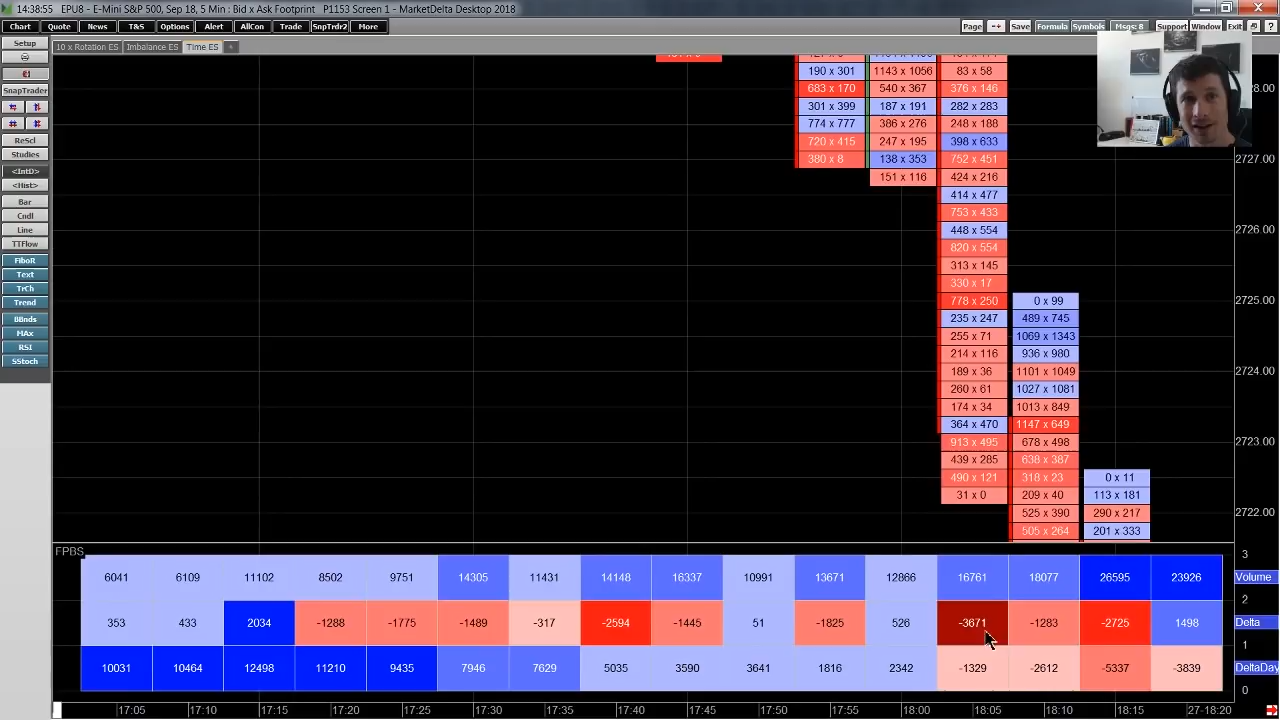 14:38:55 EPU8 - E-Mini S&P 500, Sep 18, 5 Min : Bid x Ask Footprint P1153 Screen 1 - MarketDelta Desktop 2018
Chart Quote News T&S Options Alert AllCon Trade SnpTrdr2 More Page Save Formula Symbols Msgs: 8 Support Window Exit ?
10 x Rotation ES Imbalance ES Time ES +
Setup
SnapTrader
ReScl
Studies
<IntD>
<Hist>
Bar
Cndl
Line
TTFlow
FiboR
Text
TrCh
Trend
BBnds
MAx
RSI
SStoch
190 x 301 1143 x 1056 83 x 58
683 x 170 540 x 367 376 x 146 28.00
301 x 399 187 x 191 282 x 283
774 x 777 386 x 276 248 x 188
720 x 415 247 x 195 398 x 633
380 x 8 138 x 353 752 x 451 2727.00
151 x 116 424 x 216
414 x 477
753 x 433
448 x 554 2726.00
820 x 554
313 x 145
330 x 17
778 x 250 0 x 99 2725.00
235 x 247 489 x 745
255 x 71 1069 x 1343
214 x 116 936 x 980
189 x 36 1101 x 1049 2724.00
260 x 61 1027 x 1081
174 x 34 1013 x 849
364 x 470 1147 x 649
913 x 495 678 x 498 2723.00
439 x 285 638 x 387
490 x 121 318 x 23 0 x 11
31 x 0 209 x 40 113 x 181
525 x 390 290 x 217 2722.00
505 x 264 201 x 333
FPBS 3
6041 6109 11102 8502 9751 14305 11431 14148 16337 10991 13671 12866 16761 18077 26595 23926 Volume
2
353 433 2034 -1288 -1775 -1489 -317 -2594 -1445 51 -1825 526 -3671 -1283 -2725 1498 Delta
1
10031 10464 12498 11210 9435 7946 7629 5035 3590 3641 1816 2342 -1329 -2612 -5337 -3839 DeltaDay
0
17:05 17:10 17:15 17:20 17:25 17:30 17:35 17:40 17:45 17:50 17:55 18:00 18:05 18:10 18:15 27-18:20